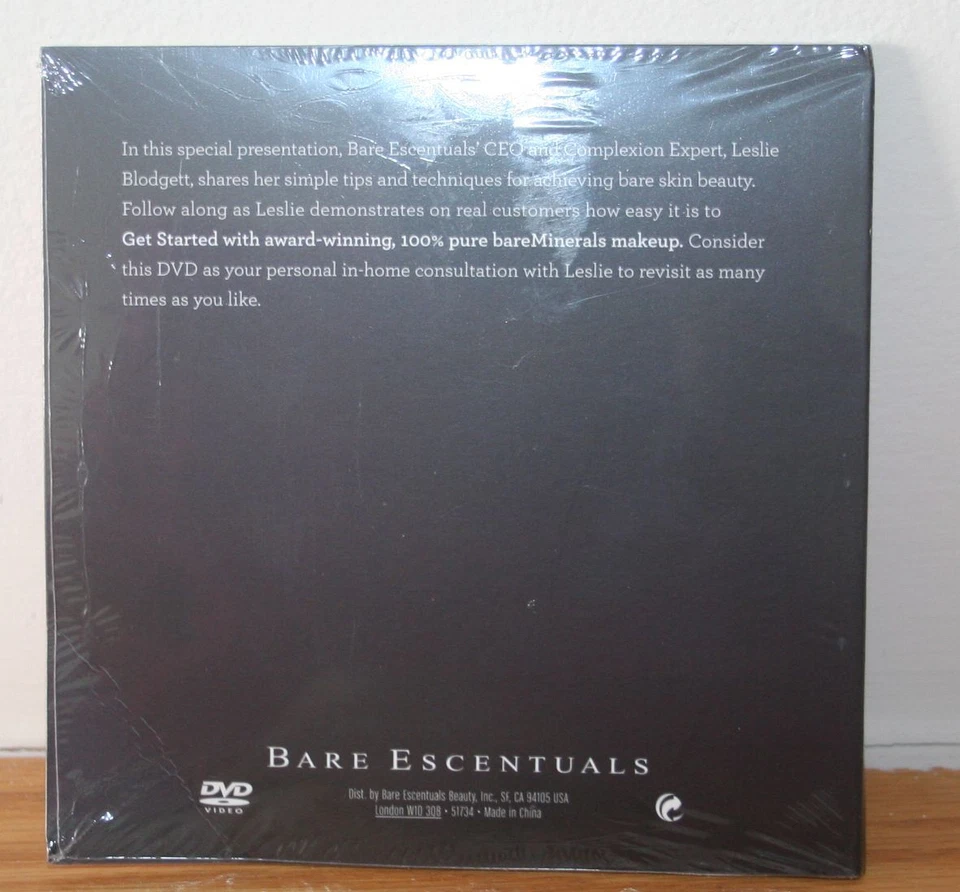 In this special presentation, Bare Escentuals' CEO and Complexion Expert, Leslie
Blodgett, shares her simple tips and techniques for achieving bare skin beauty.
Follow along as Leslie demonstrates on real customers how easy it is to
Get Started with award-winning, 100% pure bareMinerals makeup. Consider
this DVD as your personal in-home consultation with Leslie to revisit as many
times as you like.
BARE ESCENTUALS
DVD
VIDEO
Dist. by Bare Escentuals Beauty, Inc., SF, CA 94105 USA
London W1D 3QB • 51734 • Made in China